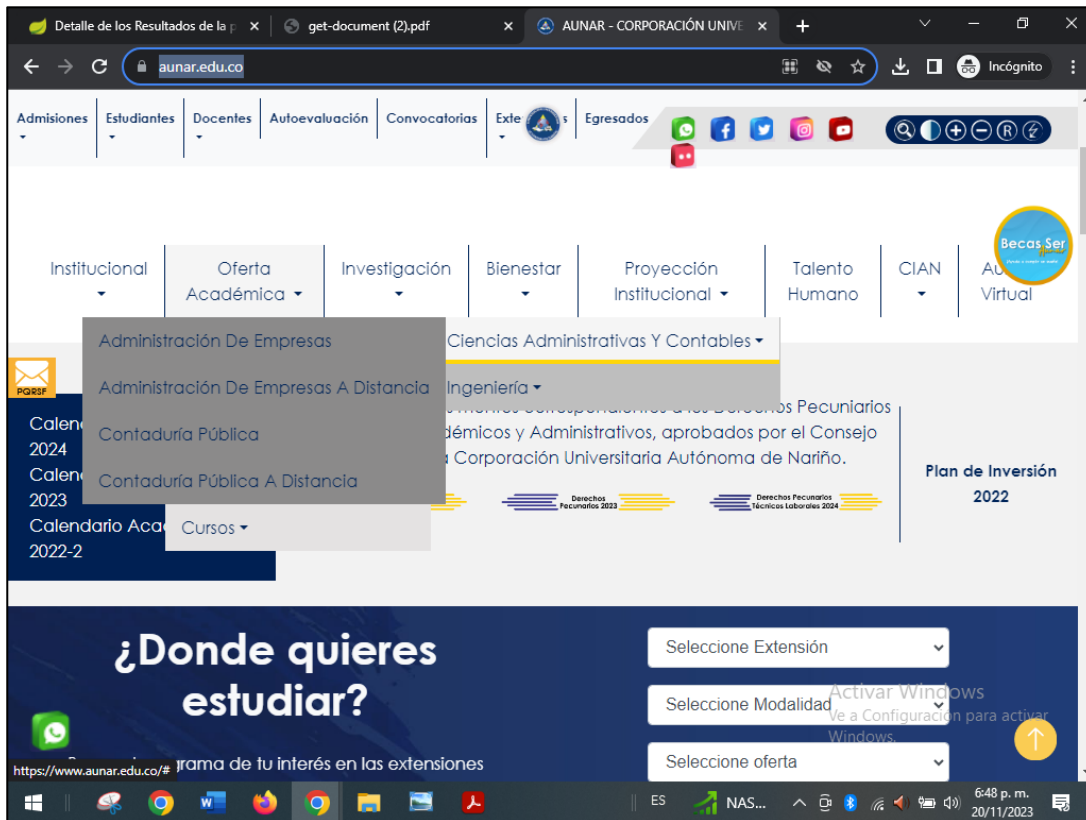 Detalle de los Resultados de la p
get-document (2).pdf
AUNAR - CORPORACIÓN UNIVE
aunar.edu.co
Incógnito
Admisiones
Estudiantes
Docentes
Autoevaluación
Convocatorias
Exte s
Egresados
R
Becas Ser
Institucional
Oferta
Académica
Investigación
Bienestar
Proyección
Institucional
Talento
Humano
CIAN
Au
Virtual
Administración De Empresas
Ciencias Administrativas Y Contables
PQRSF
Administración De Empresas A Distancia
Ingeniería
Contaduría Pública
Contaduría Pública A Distancia
Cursos
Calen
2024
Calen
2023
Calendario Aca
2022-2
os Pecuniarios
démicos y Administrativos, aprobados por el Consejo
a Corporación Universitaria Autónoma de Nariño.
Derechos
Pecuniarios 2023
Derechos Pecuniarios
Técnicos Laborales 2024
Plan de Inversión
2022
¿Donde quieres
estudiar?
grama de tu interés en las extensiones
Seleccione Extensión
Seleccione Modalidad
Seleccione oferta
Activar Windows
Ve a Configuración para activar
Windows.
https://www.aunar.edu.co/#
ES
NAS...
6:48 p. m.
20/11/2023